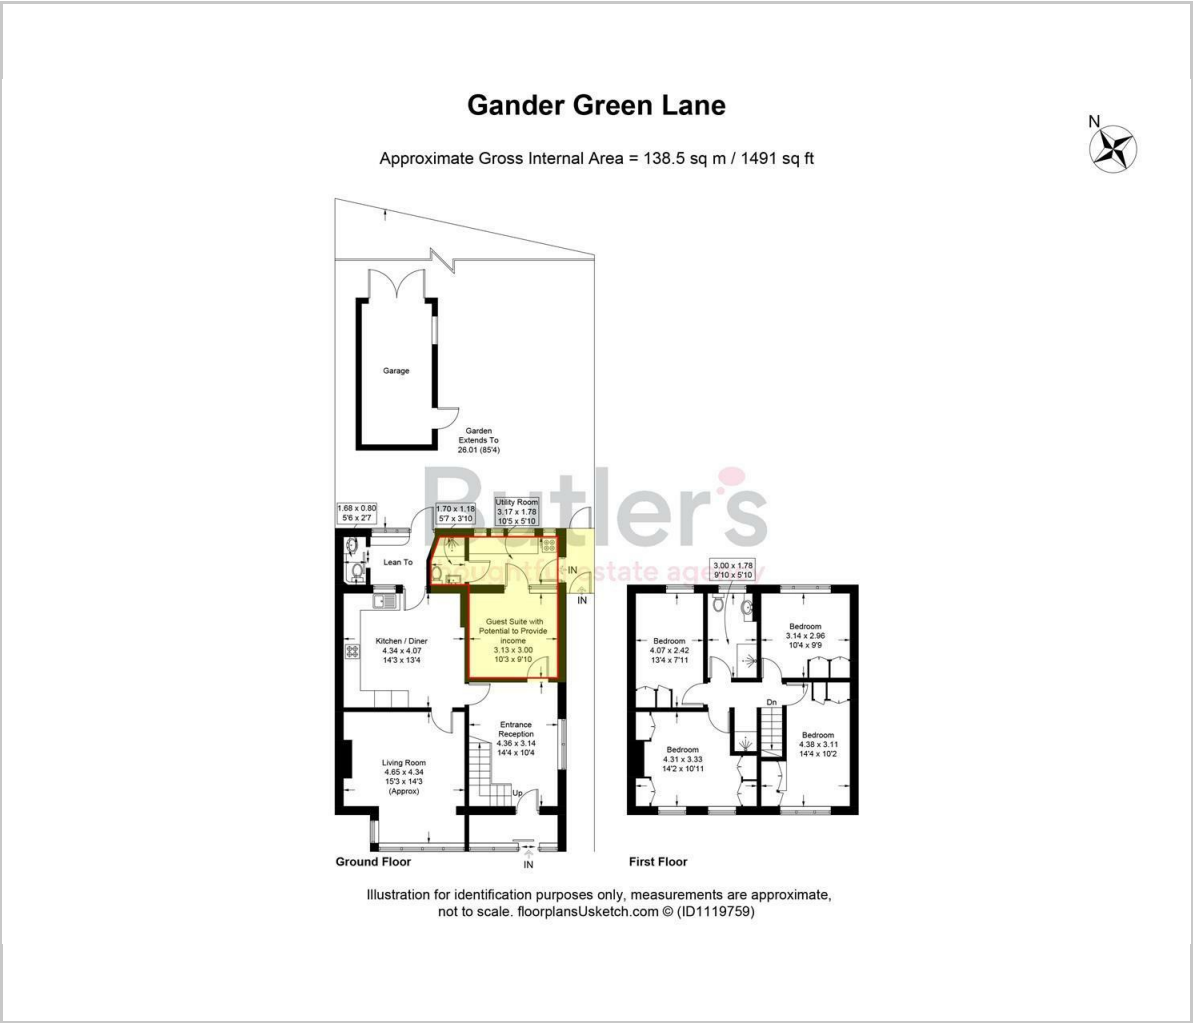 Gander Green Lane
N
Approximate Gross Internal Area = 138.5 sq m / 1491 sq ft
Garage
Garden
Extends To
26.01 (85'4)
Butler's
thoughtful estate agency
1.68 x 0.80
5'6 x 2'7
1.70 x 1.18
5'7 x 3'10
Utility Room
3.17 x 1.78
10'5 x 5'10
Lean To
IN
IN
Kitchen / Diner
4.34 x 4.07
14'3 x 13'4
Guest Suite with
Potential to Provide
income
3.13 x 3.00
10'3 x 9'10
Entrance
Reception
4.36 x 3.14
14'4 x 10'4
Living Room
4.65 x 4.34
15'3 x 14'3
(Approx)
Up
IN
Ground Floor
3.00 x 1.78
9'10 x 5'10
Bedroom
4.07 x 2.42
13'4 x 7'11
Bedroom
3.14 x 2.96
10'4 x 9'9
Dn
Bedroom
4.31 x 3.33
14'2 x 10'11
Bedroom
4.38 x 3.11
14'4 x 10'2
First Floor
Illustration for identification purposes only, measurements are approximate,
not to scale. floorplansUsketch.com © (ID1119759)